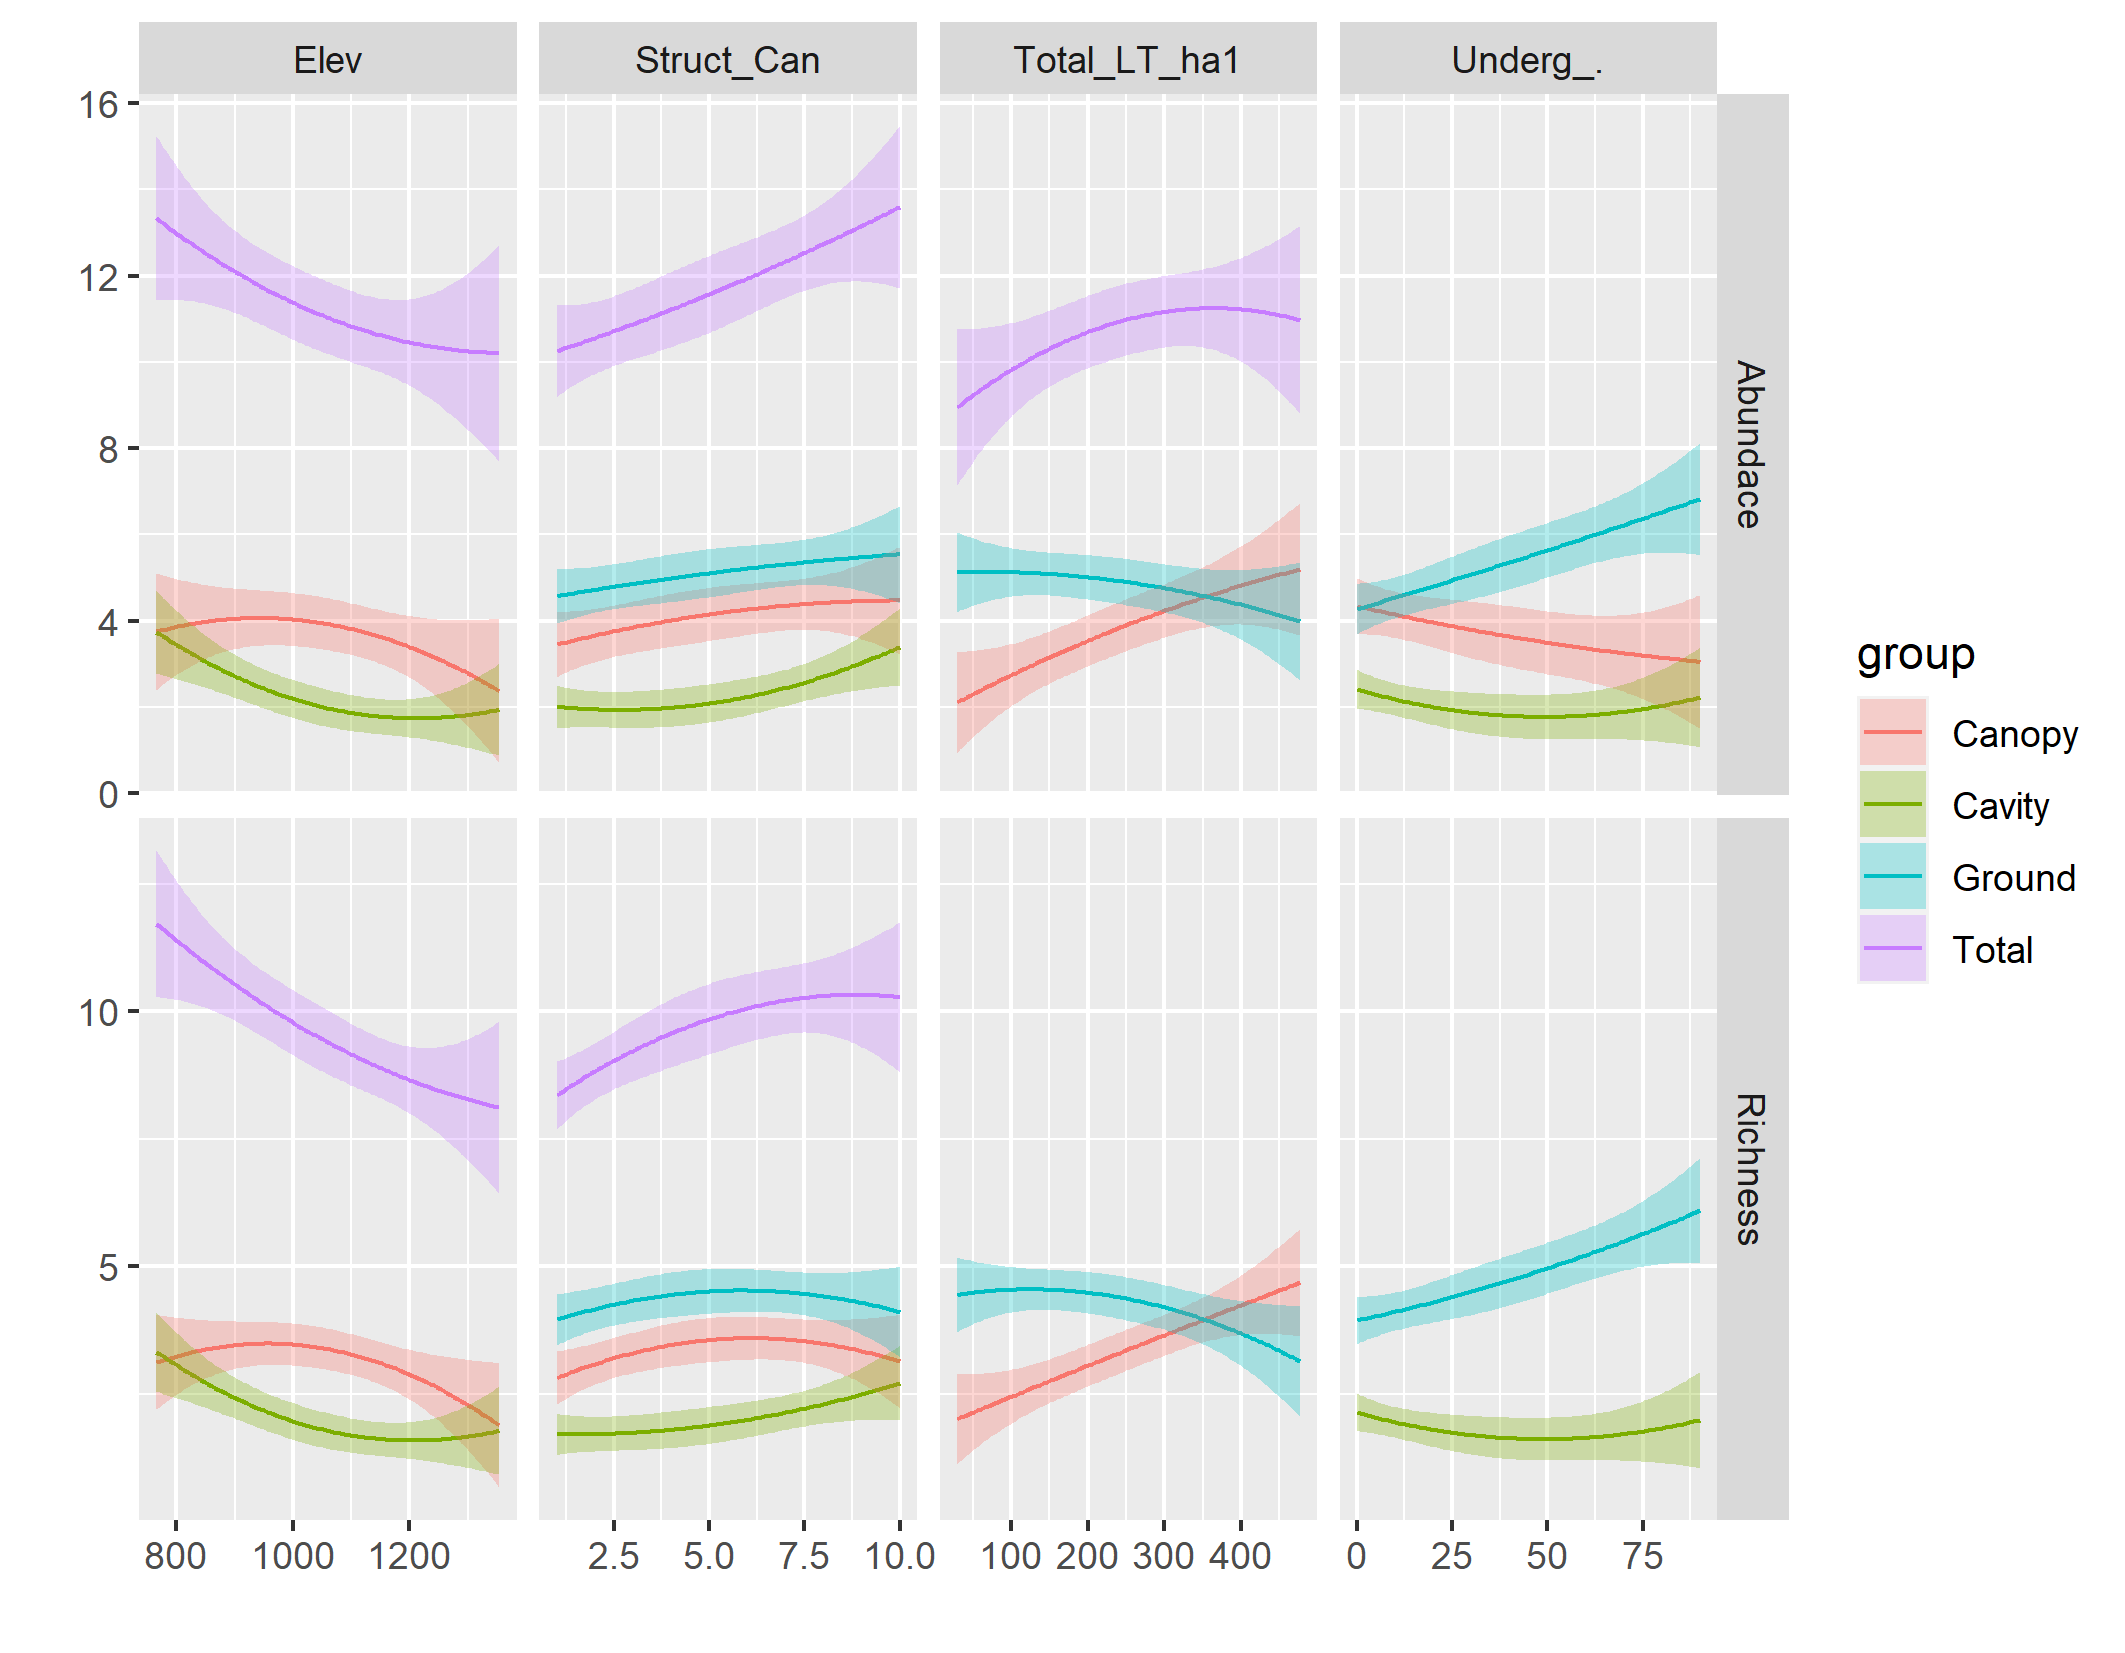 Elev
Struct_Can
Total_LT_ha1
Underg_.
16
12
8
4
0
Abundace
10
5
Richness
800 1000 1200
2.5 5.0 7.5 10.0
100 200 300 400
0 25 50 75
group
Canopy
Cavity
Ground
Total